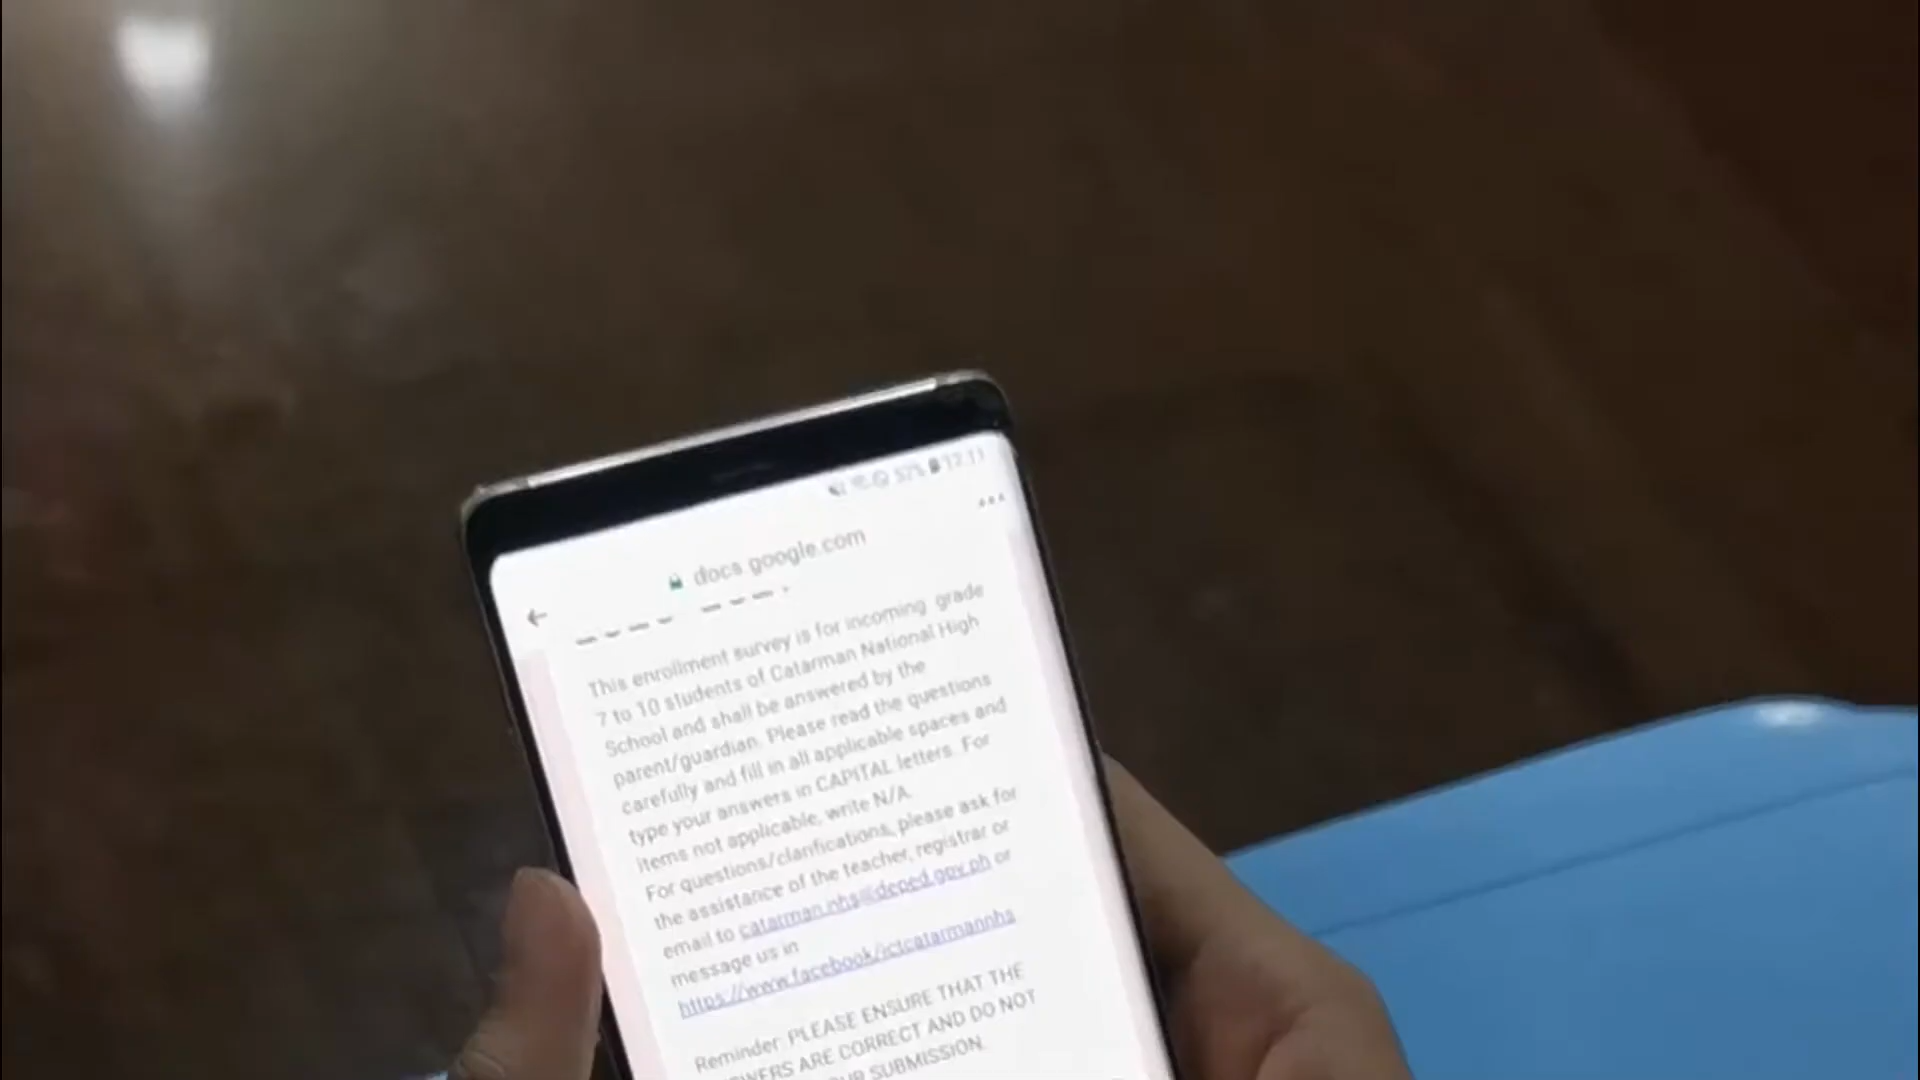 57% 12:11
docs.google.com
This enrollment survey is for incoming grade
7 to 10 students of Catarman National High
School and shall be answered by the
parent/guardian. Please read the questions
carefully and fill in all applicable spaces and
type your answers in CAPITAL letters. For
items not applicable, write N/A.
For questions/clarifications, please ask for
the assistance of the teacher, registrar or
email to catarman.nhs@deped.gov.ph or
message us in
https://www.facebook/ictcatarmannhs
Reminder: PLEASE ENSURE THAT THE
ARE CORRECT AND DO NOT
SUBMISSION.